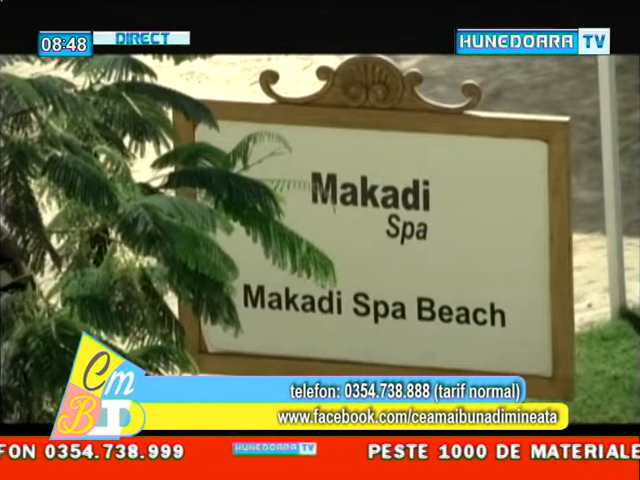 08:48
DIRECT
HUNEDOARA TV
Makadi
Spa
Makadi Spa Beach
Cm
BD
telefon: 0354.738.888 (tarif normal)
www.facebook.com/ceamaibunadimineata
FON 0354.738.999 HUNEDOARA TV PESTE 1000 DE MATERIALE